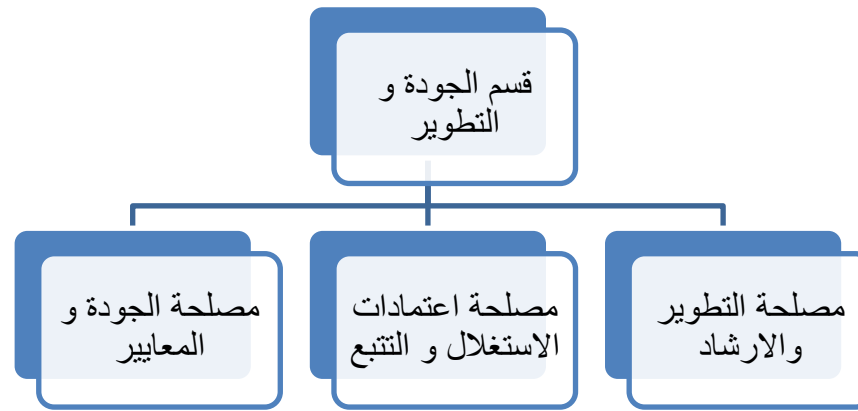 قسم الجودة و
التطوير
مصلحة التطوير
والارشاد
مصلحة اعتمادات
الاستغلال و التتبع
مصلحة الجودة و
المعايير